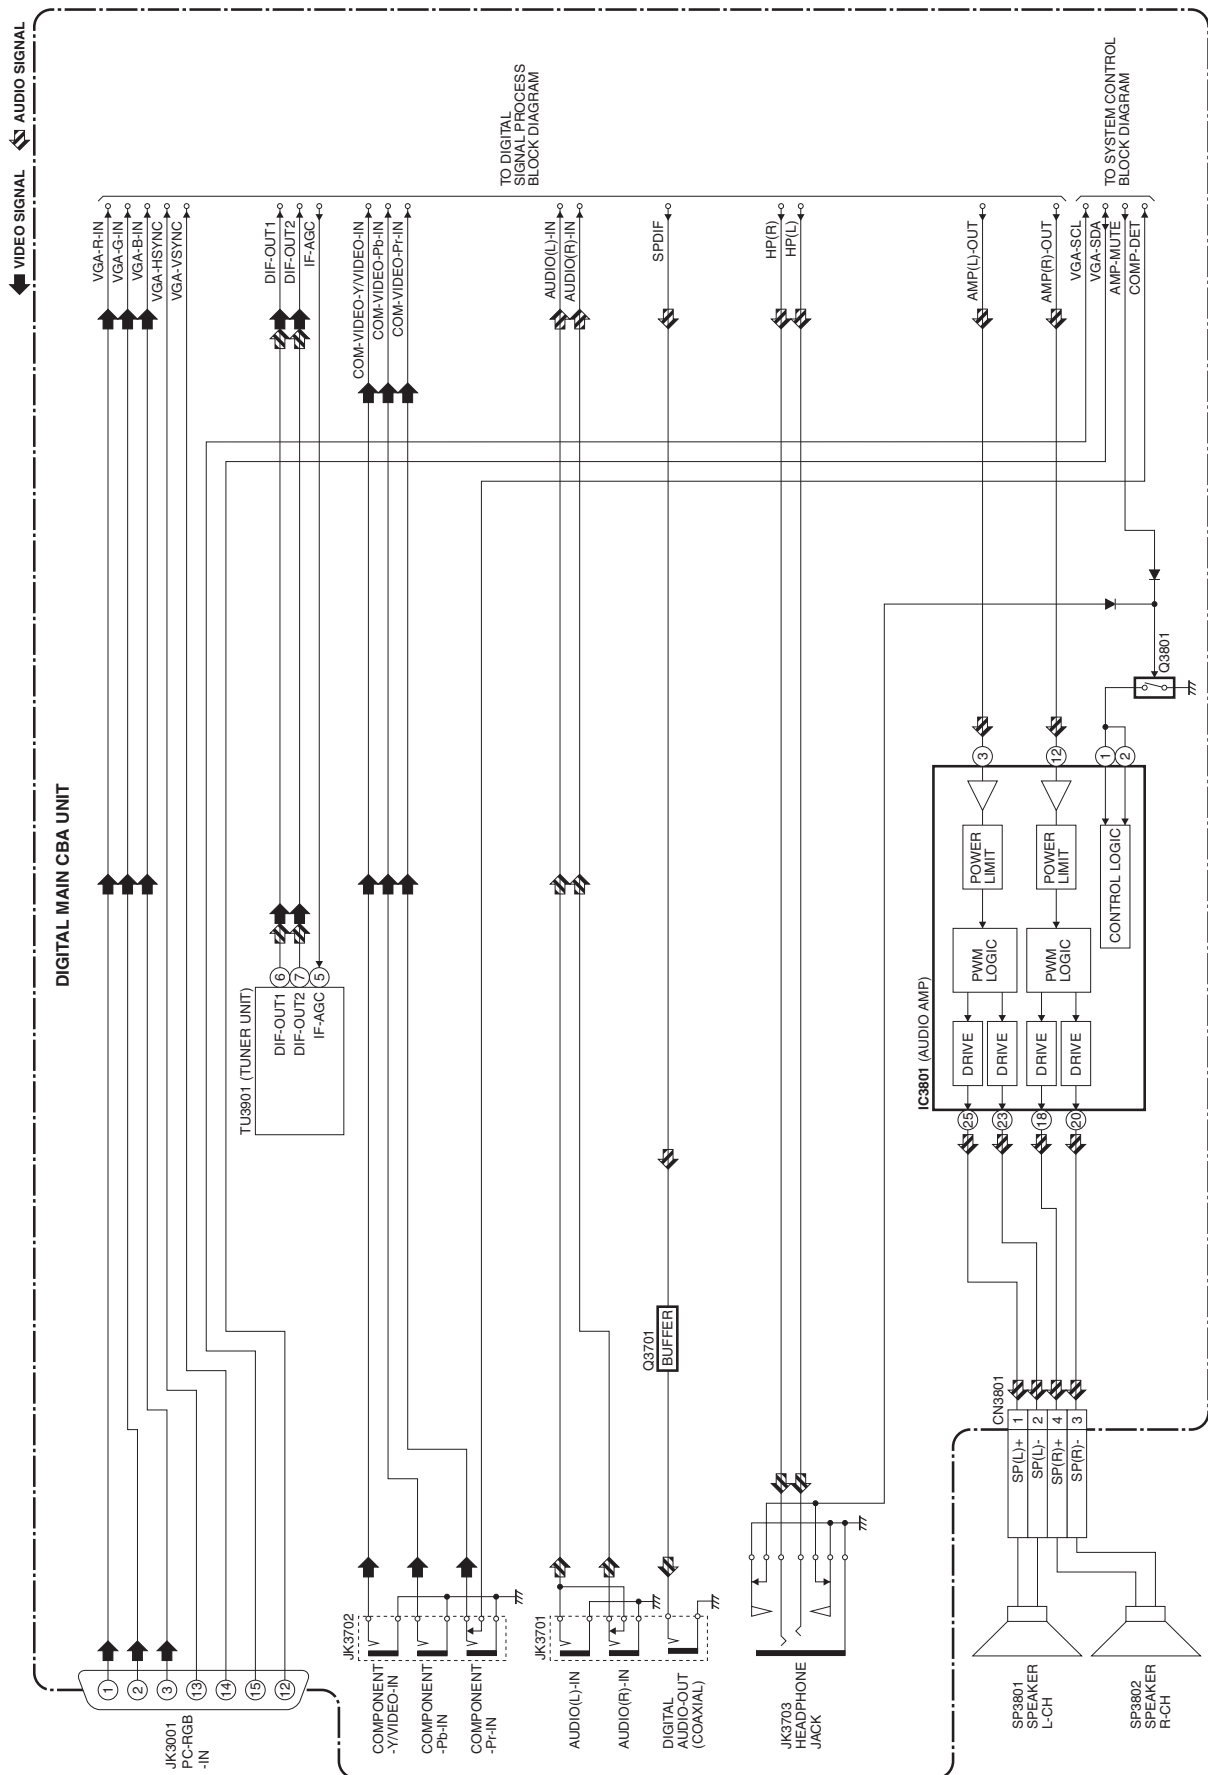 VIDEO SIGNAL
AUDIO SIGNAL
DIGITAL MAIN CBA UNIT
JK3001
PC-RGB
-IN
1
2
3
13
14
15
12
VGA-R-IN
VGA-G-IN
VGA-B-IN
VGA-HSYNC
VGA-VSYNC
TU3901 (TUNER UNIT)
DIF-OUT1
DIF-OUT2
IF-AGC
6
7
5
DIF-OUT1
DIF-OUT2
IF-AGC
JK3702
COMPONENT
-Y/VIDEO-IN
COMPONENT
-Pb-IN
COMPONENT
-Pr-IN
COM-VIDEO-Y/VIDEO-IN
COM-VIDEO-Pb-IN
COM-VIDEO-Pr-IN
TO DIGITAL
SIGNAL PROCESS
BLOCK DIAGRAM
JK3701
AUDIO(L)-IN
AUDIO(R)-IN
DIGITAL
AUDIO-OUT
(COAXIAL)
Q3701
BUFFER
AUDIO(L)-IN
AUDIO(R)-IN
SPDIF
JK3703
HEADPHONE
JACK
HP(R)
HP(L)
AMP(L)-OUT
AMP(R)-OUT
VGA-SCL
VGA-SDA
AMP-MUTE
COMP-DET
TO SYSTEM CONTROL
BLOCK DIAGRAM
Q3801
IC3801 (AUDIO AMP)
3
12
1
2
POWER
LIMIT
POWER
LIMIT
CONTROL LOGIC
PWM
LOGIC
PWM
LOGIC
DRIVE
DRIVE
DRIVE
DRIVE
25
23
18
20
CN3801
1
2
4
3
SP(L)+
SP(L)-
SP(R)+
SP(R)-
SP3801
SPEAKER
L-CH
SP3802
SPEAKER
R-CH